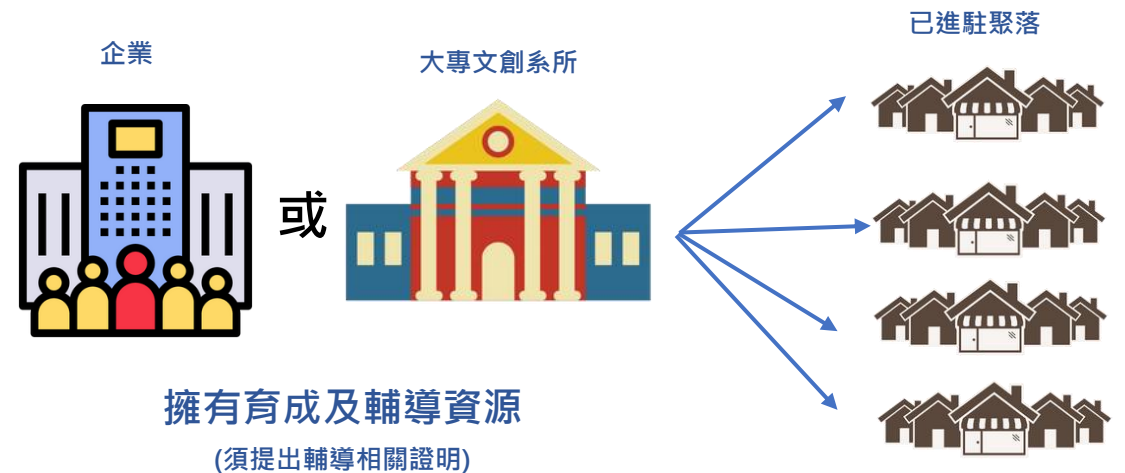 企業
大專文創系所
已進駐聚落
或
擁有育成及輔導資源
(須提出輔導相關證明)